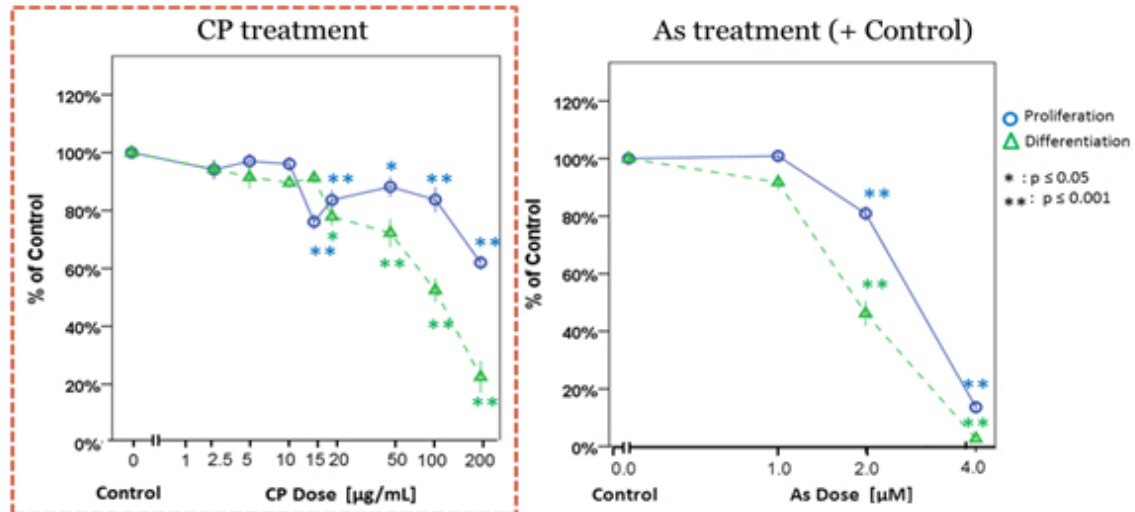 CP treatment
120%
100%
80%
60%
40%
20%
0%
% of Control
** * ** **
**
* ** ** **
0 1 2.5 5 10 15 20 50 100 200
Control CP Dose [µg/mL]
As treatment (+ Control)
120%
100%
80%
60%
40%
20%
0%
% of Control
**
**
**
**
0.0 1.0 2.0 4.0
Control As Dose [µM]
Proliferation
Differentiation
* : p ≤ 0.05
** : p ≤ 0.001